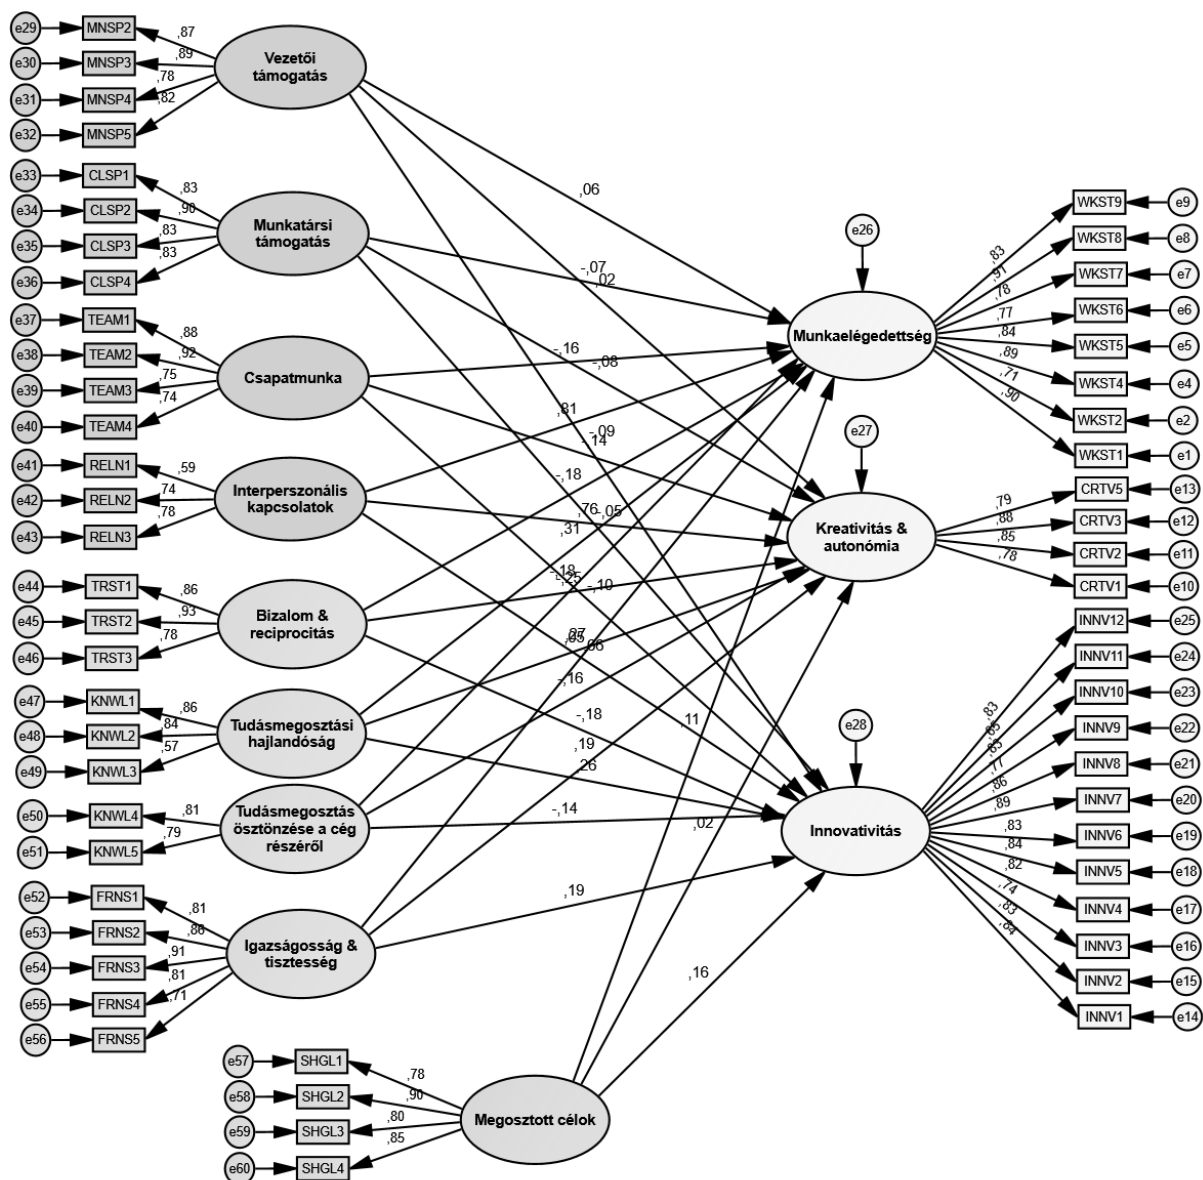 e29 MNSP2 ,87
e30 MNSP3 ,89
e31 MNSP4 ,78
e32 MNSP5 ,82
Vezetői
támogatás
e33 CLSP1 ,83
e34 CLSP2 ,90
e35 CLSP3 ,83
e36 CLSP4 ,83
Munkatársi
támogatás
e37 TEAM1 ,88
e38 TEAM2 ,92
e39 TEAM3 ,75
e40 TEAM4 ,74
Csapatmunka
e41 RELN1 ,59
e42 RELN2 ,74
e43 RELN3 ,78
Interperszonális
kapcsolatok
e44 TRST1 ,86
e45 TRST2 ,93
e46 TRST3 ,78
Bizalom &
reciprocitás
e47 KNWL1 ,86
e48 KNWL2 ,84
e49 KNWL3 ,57
Tudásmegosztási
hajlandóság
e50 KNWL4 ,81
e51 KNWL5 ,79
Tudásmegosztás
ösztönzése a cég
részéről
e52 FRNS1 ,81
e53 FRNS2 ,86
e54 FRNS3 ,91
e55 FRNS4 ,81
e56 FRNS5 ,71
Igazságosság &
tisztesség
e57 SHGL1 ,78
e58 SHGL2 ,90
e59 SHGL3 ,80
e60 SHGL4 ,85
Megosztott célok
,06
-,07
,02
-,16
-,08
,81
-,09
-,14
-,18
,76
-,05
,31
-,18
-,25
-,10
,06
-,16
-,18
,11
,19
,26
-,14
,02
,19
,16
e26
Munkaelégedettség
e27
Kreativitás &
autonómia
e28
Innovativitás
,83 WKST9 e9
,91 WKST8 e8
,78 WKST7 e7
,77 WKST6 e6
,84 WKST5 e5
,89 WKST4 e4
,71 WKST2 e2
,90 WKST1 e1
,79 CRTV5 e13
,88 CRTV3 e12
,85 CRTV2 e11
,78 CRTV1 e10
,83 INNV12 e25
,85 INNV11 e24
,83 INNV10 e23
,77 INNV9 e22
,86 INNV8 e21
,89 INNV7 e20
,83 INNV6 e19
,84 INNV5 e18
,82 INNV4 e17
,74 INNV3 e16
,83 INNV2 e15
,84 INNV1 e14